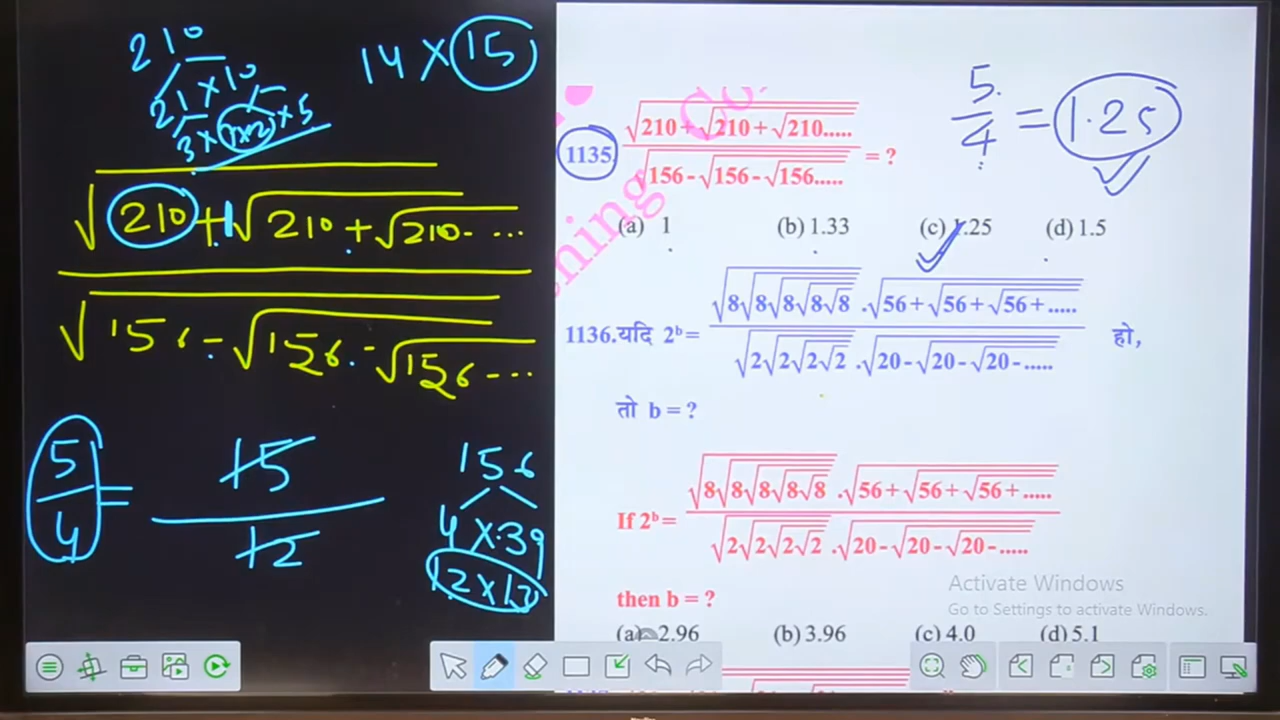 210
21 × 10
3 × 7×2 × 5
14 × 15
√210 + 1√210 + √210- ...
√156 - √156 - √156 - ...
5/4 = 15/12
156
4 × 39
12 × 13
5/4 = 1.25
1135. √210 + √210 + √210..... / √156 - √156 - √156..... = ?
(a) 1 (b) 1.33 (c) 1.25 (d) 1.5
1136. यदि 2ᵇ = √8√8√8√8√8 . √56 + √56 + √56 + ..... / √2√2√2√2 . √20 - √20 - √20 - ..... हो,
तो b = ?
If 2ᵇ = √8√8√8√8√8 . √56 + √56 + √56 + ..... / √2√2√2√2 . √20 - √20 - √20 - .....
then b = ?
(a) 2.96 (b) 3.96 (c) 4.0 (d) 5.1
Activate Windows
Go to Settings to activate Windows.